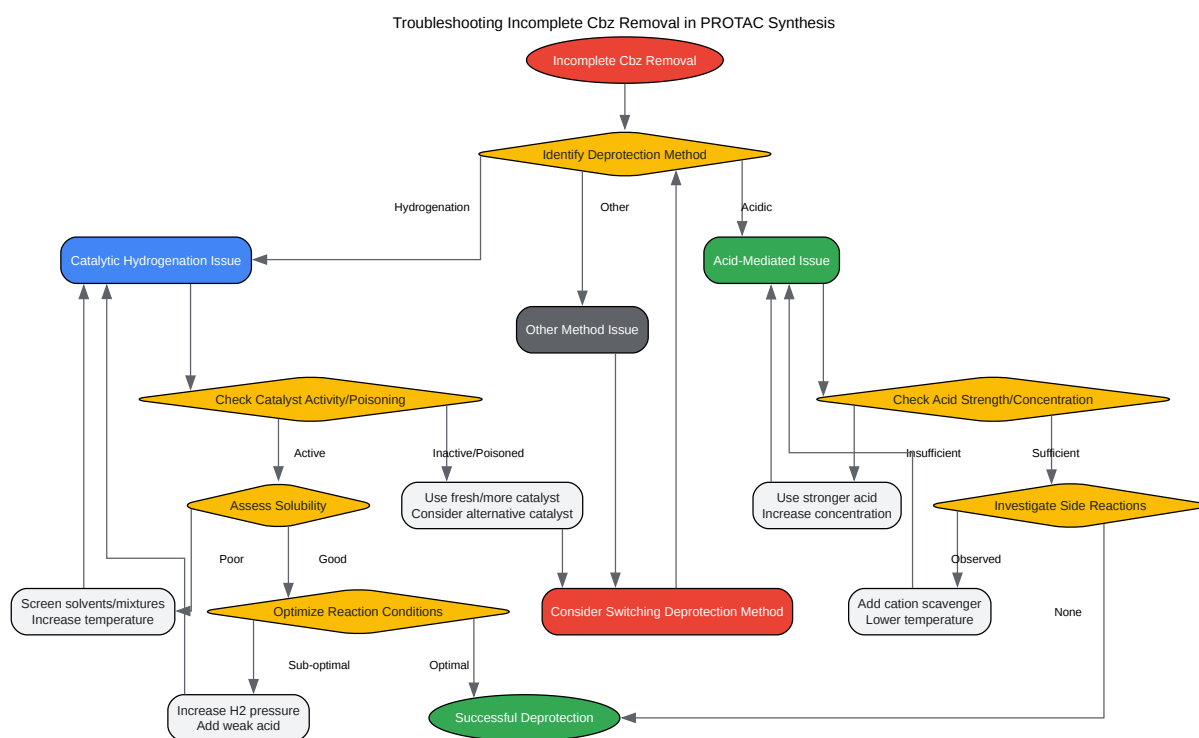 Troubleshooting Incomplete Cbz Removal in PROTAC Synthesis
Incomplete Cbz Removal
Identify Deprotection Method
Hydrogenation
Other
Acidic
Catalytic Hydrogenation Issue
Acid-Mediated Issue
Other Method Issue
Check Catalyst Activity/Poisoning
Check Acid Strength/Concentration
Active
Inactive/Poisoned
Insufficient
Sufficient
Assess Solubility
Use fresh/more catalyst
Consider alternative catalyst
Use stronger acid
Increase concentration
Investigate Side Reactions
Poor
Good
Observed
Screen solvents/mixtures
Increase temperature
Optimize Reaction Conditions
Consider Switching Deprotection Method
Add cation scavenger
Lower temperature
None
Sub-optimal
Optimal
Increase H2 pressure
Add weak acid
Successful Deprotection